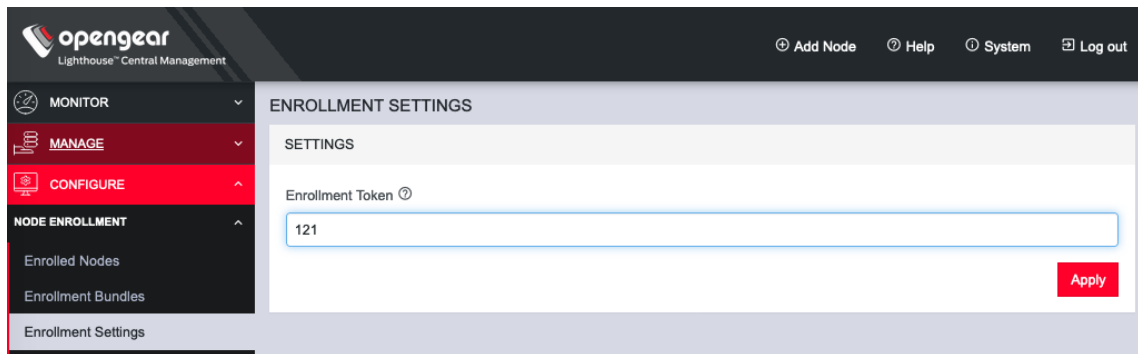 opengear
Lighthouse™ Central Management
Add Node
Help
System
Log out
MONITOR
MANAGE
CONFIGURE
NODE ENROLLMENT
Enrolled Nodes
Enrollment Bundles
Enrollment Settings
ENROLLMENT SETTINGS
SETTINGS
Enrollment Token
121
Apply